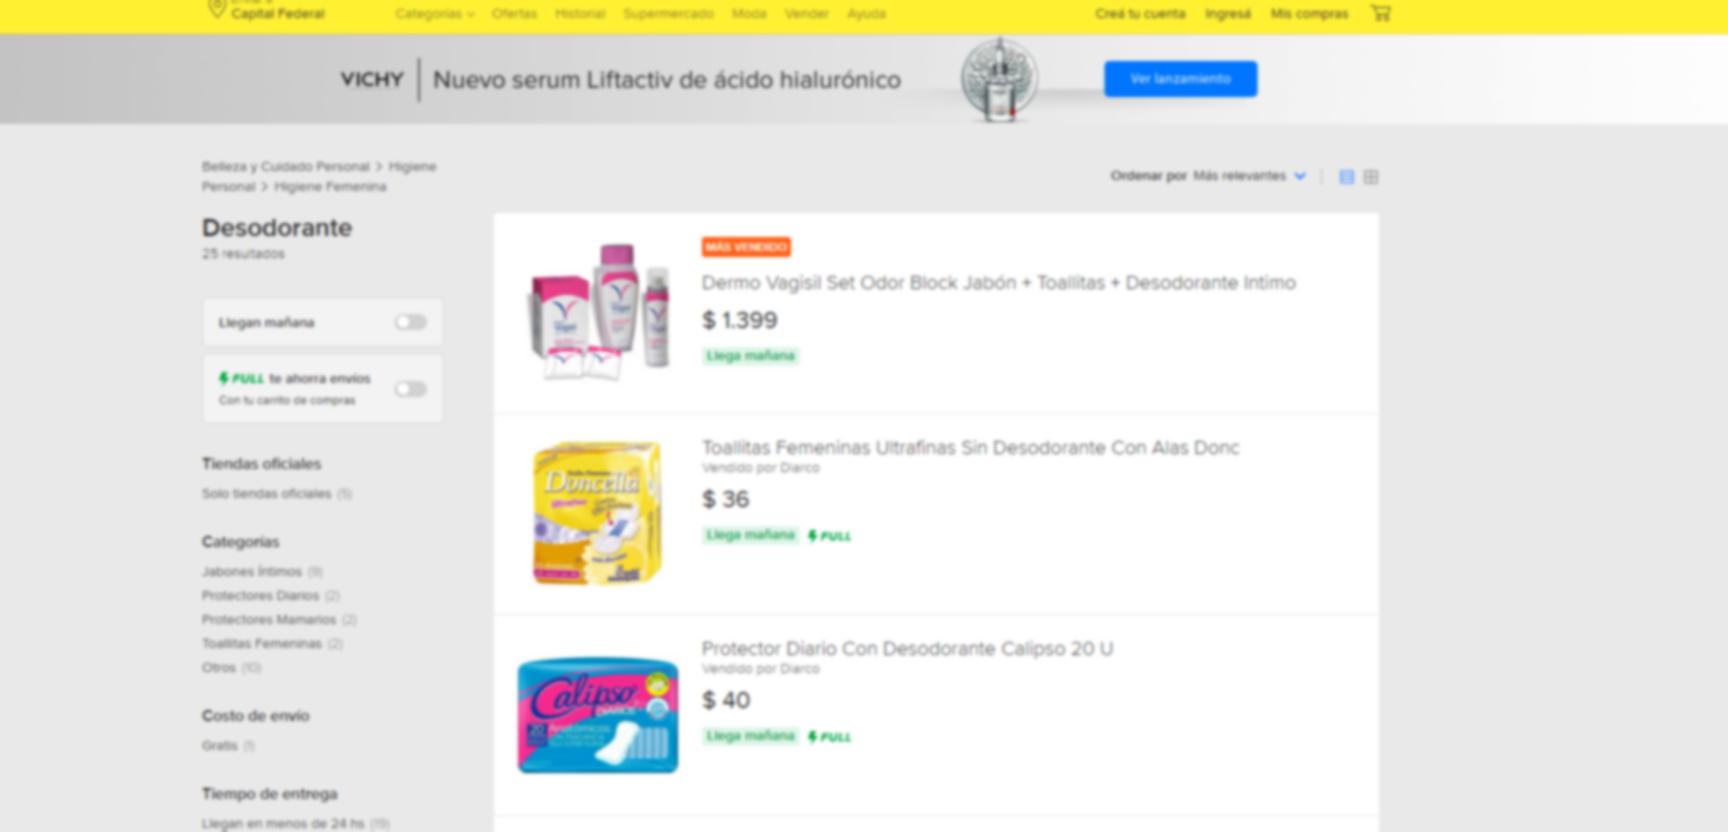 Capital Federal
Categorías Ofertas Historial Supermercado Moda Vender Ayuda
Creá tu cuenta Ingresá Mis compras
VICHY Nuevo serum Liftactiv de ácido hialurónico
Ver lanzamiento
Belleza y Cuidado Personal > Higiene
Personal > Higiene Femenina
Ordenar por Más relevantes
Desodorante
25 resultados
Llegan mañana
FULL te ahorra envíos
Con tu carrito de compras
Tiendas oficiales
Solo tiendas oficiales (5)
Categorías
Jabones Íntimos (9)
Protectores Diarios (2)
Protectores Mamarios (2)
Toallitas Femeninas (2)
Otros (10)
Costo de envío
Gratis (1)
Tiempo de entrega
Llegan en menos de 24 hs (19)
MÁS VENDIDO
Dermo Vagisil Set Odor Block Jabón + Toallitas + Desodorante Intimo
$ 1.399
Llega mañana
Doncella
Toallitas Femeninas Ultrafinas Sin Desodorante Con Alas Donc
Vendido por Diarco
$ 36
Llega mañana FULL
Calipso
DIARIOS
20
Protector Diario Con Desodorante Calipso 20 U
Vendido por Diarco
$ 40
Llega mañana FULL